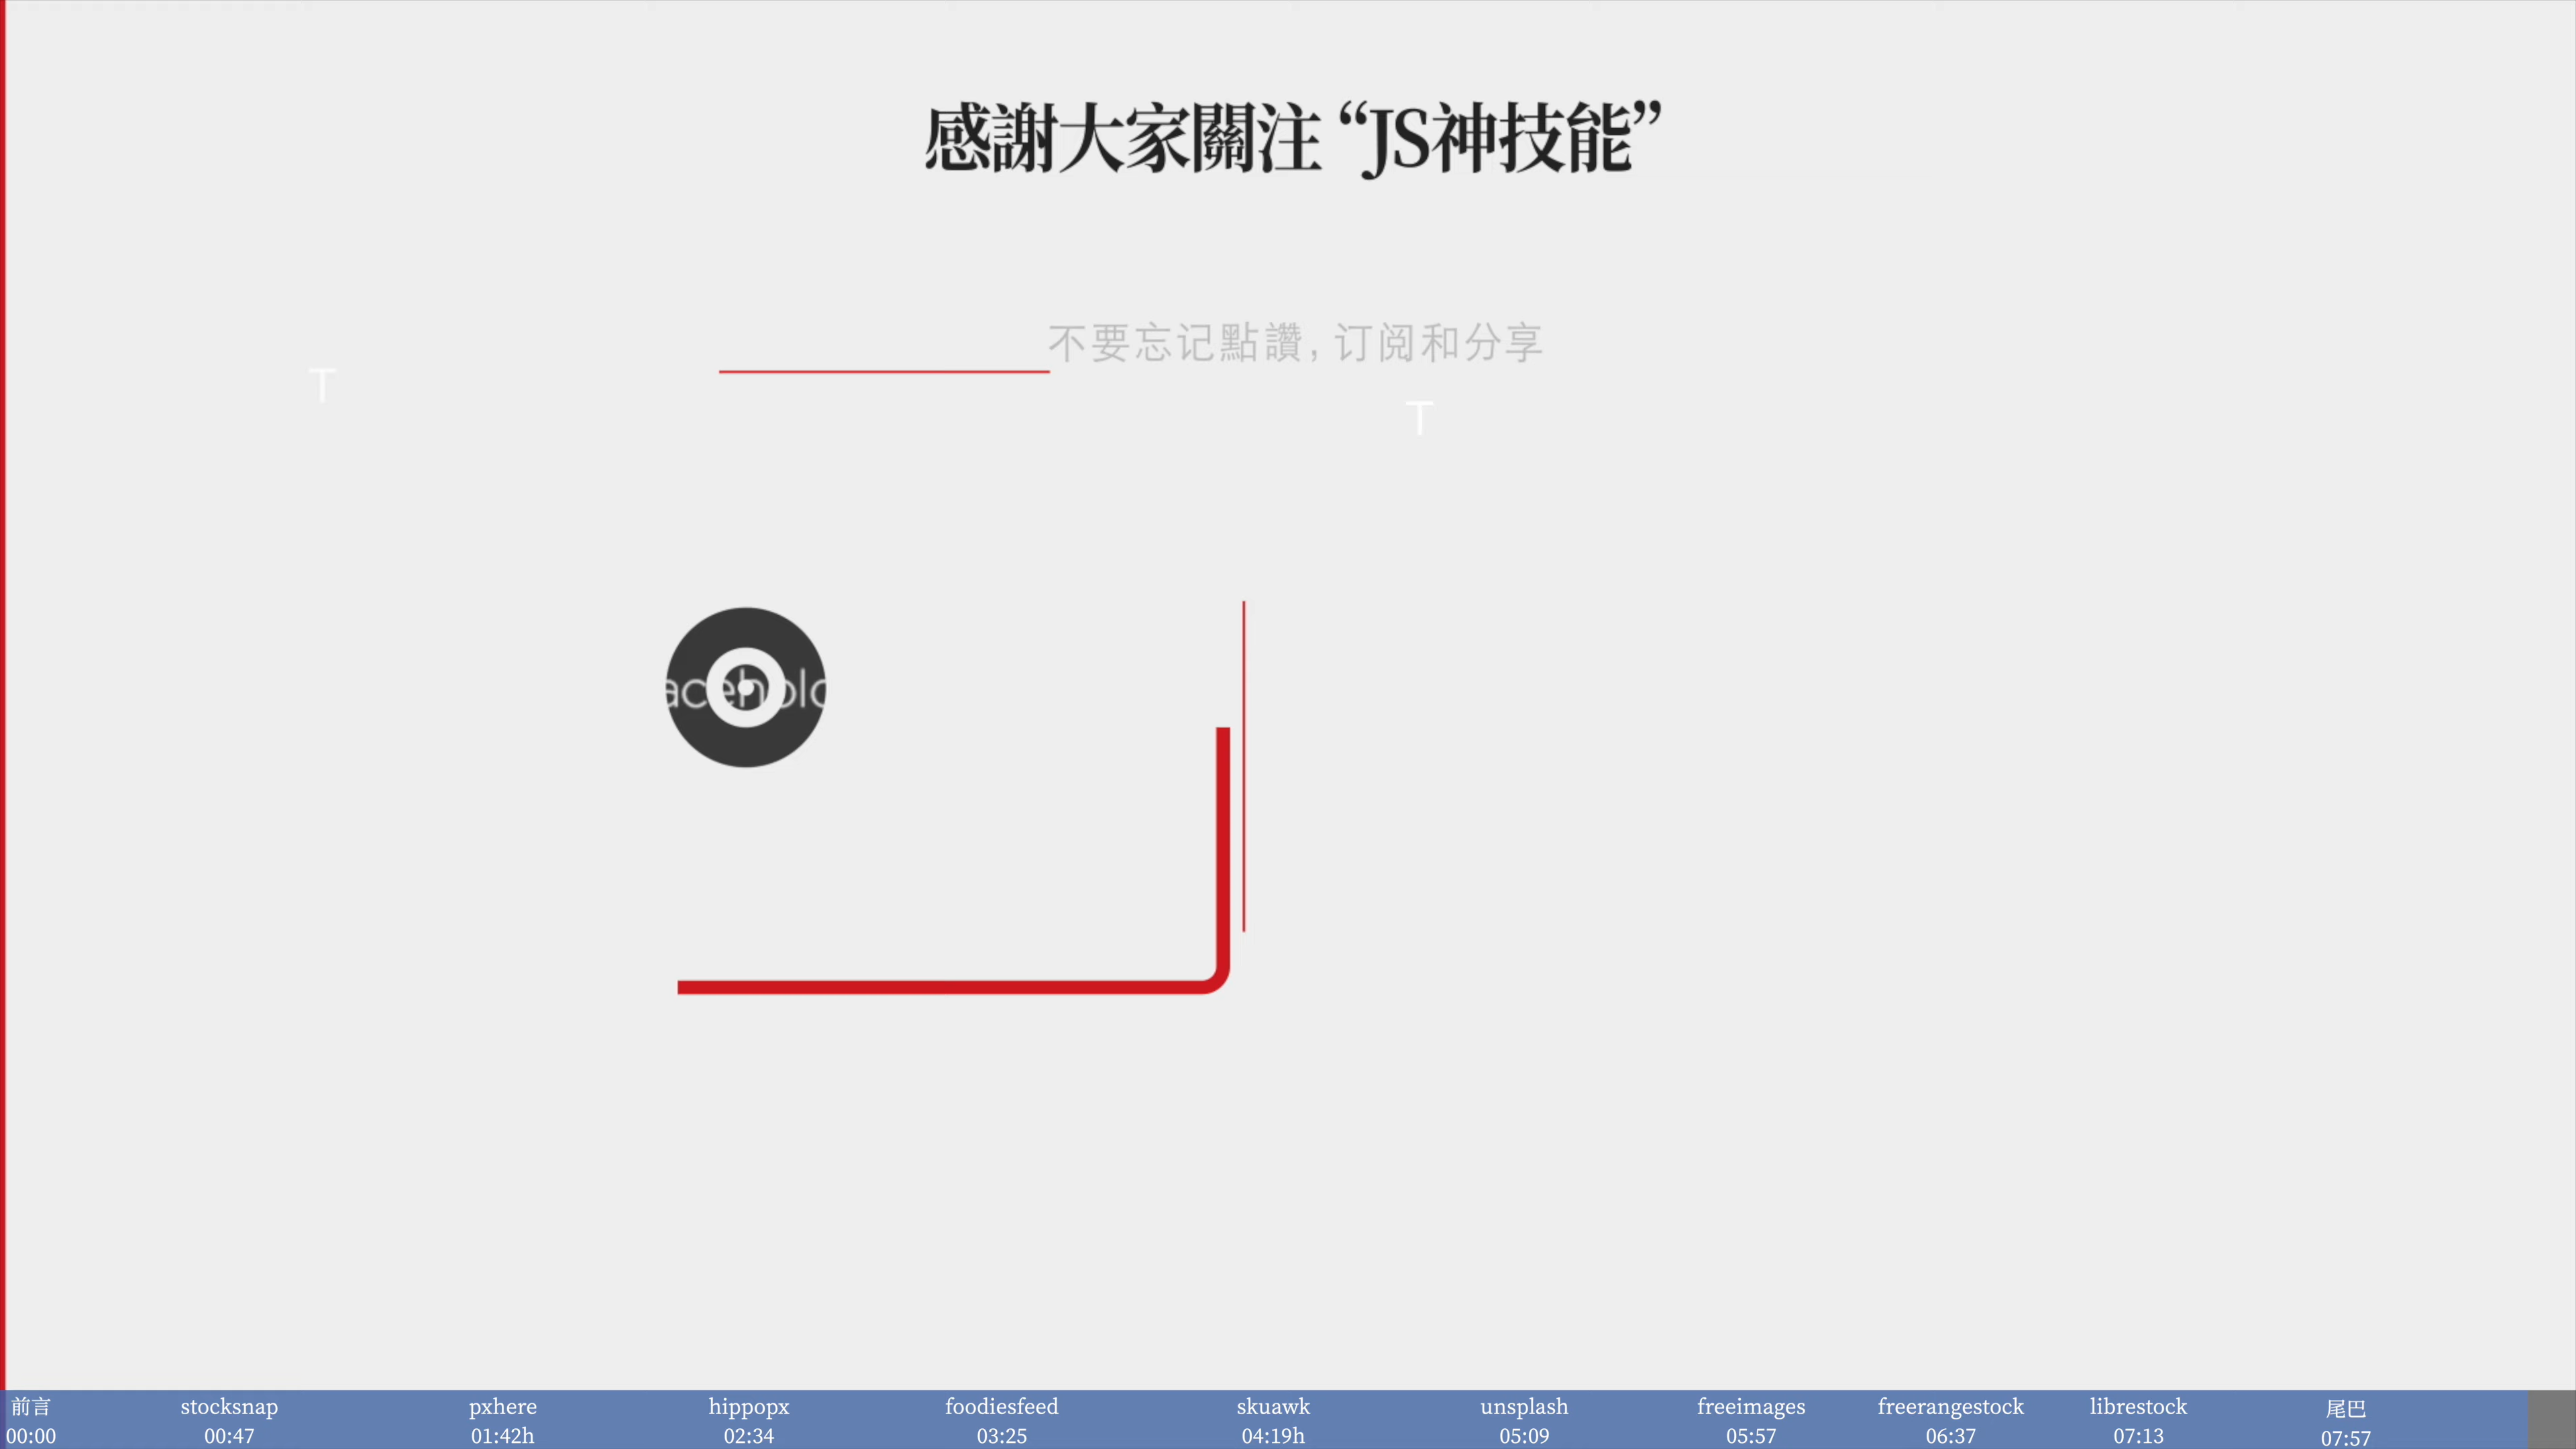 感謝大家關注 “JS神技能”
不要忘记點讚, 订阅和分享
T
T
acehold
前言 stocksnap pxhere hippopx foodiesfeed skuawk unsplash freeimages freerangestock librestock 尾巴
00:00 00:47 01:42h 02:34 03:25 04:19h 05:09 05:57 06:37 07:13 07:57